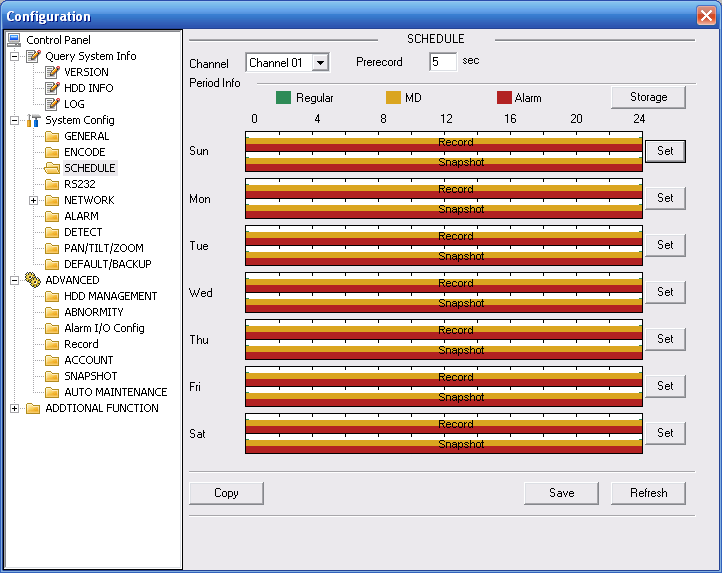 Configuration
Control Panel
Query System Info
VERSION
HDD INFO
LOG
System Config
GENERAL
ENCODE
SCHEDULE
RS232
NETWORK
ALARM
DETECT
PAN/TILT/ZOOM
DEFAULT/BACKUP
ADVANCED
HDD MANAGEMENT
ABNORMITY
Alarm I/O Config
Record
ACCOUNT
SNAPSHOT
AUTO MAINTENANCE
ADDTIONAL FUNCTION
SCHEDULE
Channel Channel 01 Prerecord 5 sec
Period Info
Regular MD Alarm Storage
0 4 8 12 16 20 24
Sun Record Snapshot Set
Mon Record Snapshot Set
Tue Record Snapshot Set
Wed Record Snapshot Set
Thu Record Snapshot Set
Fri Record Snapshot Set
Sat Record Snapshot Set
Copy Save Refresh